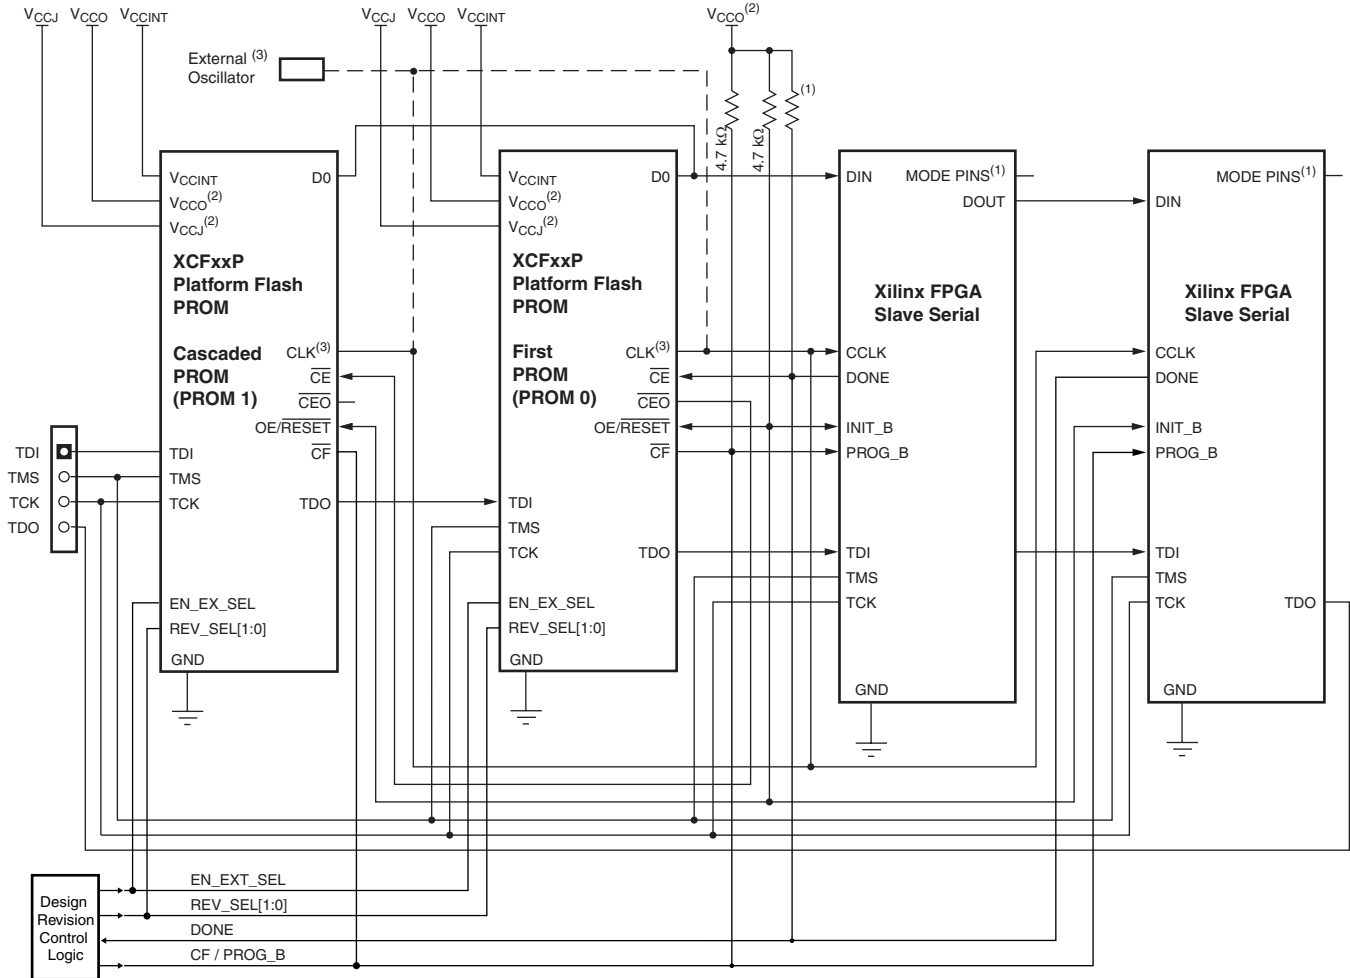 VCCJ VCCO VCCINT
VCCJ VCCO VCCINT
VCCO(2)
External (3)
Oscillator
(1)
4.7 kΩ
4.7 kΩ
VCCINT
VCCO(2)
VCCJ(2)
D0
XCFxxP
Platform Flash
PROM
Cascaded
PROM
(PROM 1)
CLK(3)
CE
CEO
OE/RESET
CF
TDI
TMS
TCK
TDO
EN_EX_SEL
REV_SEL[1:0]
GND
TDI
TMS
TCK
TDO
VCCINT
VCCO(2)
VCCJ(2)
D0
XCFxxP
Platform Flash
PROM
First
PROM
(PROM 0)
CLK(3)
CE
CEO
OE/RESET
CF
TDI
TMS
TCK
TDO
EN_EX_SEL
REV_SEL[1:0]
GND
DIN
MODE PINS(1)
DOUT
Xilinx FPGA
Slave Serial
CCLK
DONE
INIT_B
PROG_B
TDI
TMS
TCK
GND
MODE PINS(1)
DIN
Xilinx FPGA
Slave Serial
CCLK
DONE
INIT_B
PROG_B
TDI
TMS
TCK
TDO
GND
Design
Revision
Control
Logic
EN_EXT_SEL
REV_SEL[1:0]
DONE
CF / PROG_B